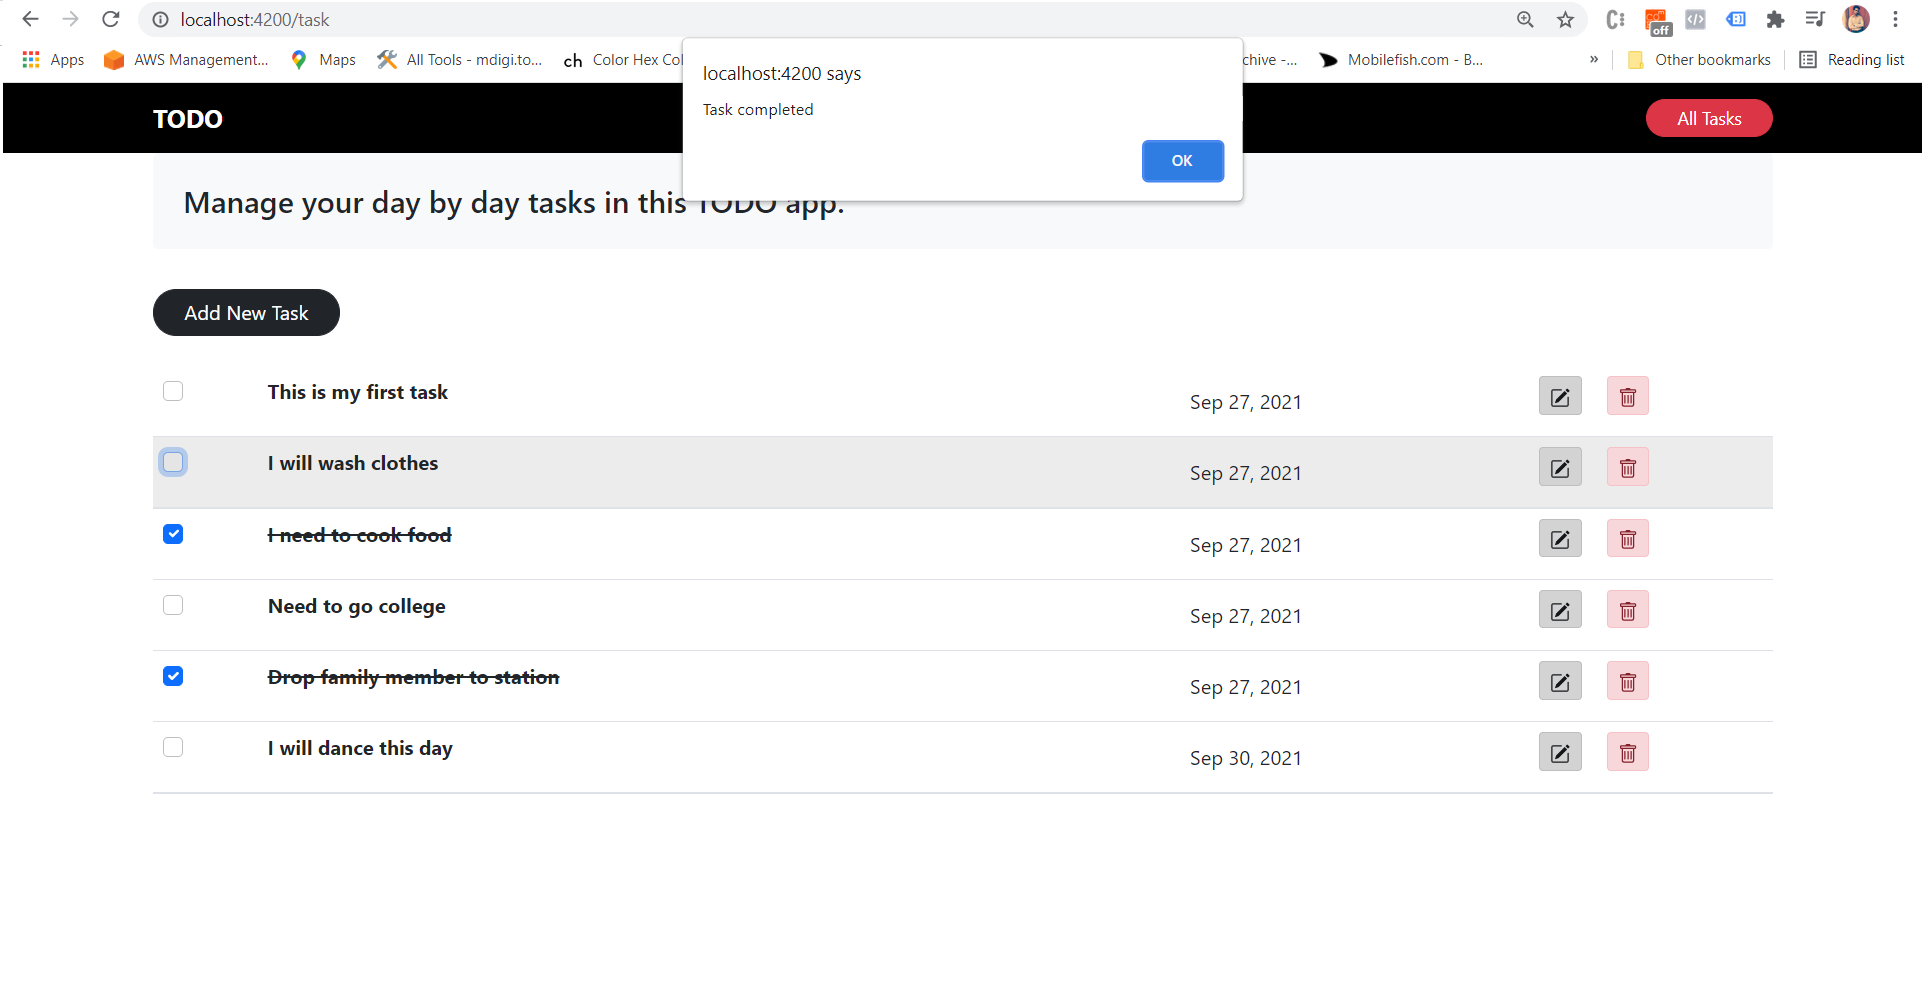 localhost:4200/task
off
Apps
AWS Management...
Maps
All Tools - mdigi.to...
ch
Color Hex Col
chive -...
Mobilefish.com - B...
»
Other bookmarks
Reading list
localhost:4200 says
Task completed
OK
TODO
All Tasks
Manage your day by day tasks in this TODO app.
Add New Task
This is my first task
Sep 27, 2021
I will wash clothes
Sep 27, 2021
I need to cook food
Sep 27, 2021
Need to go college
Sep 27, 2021
Drop family member to station
Sep 27, 2021
I will dance this day
Sep 30, 2021